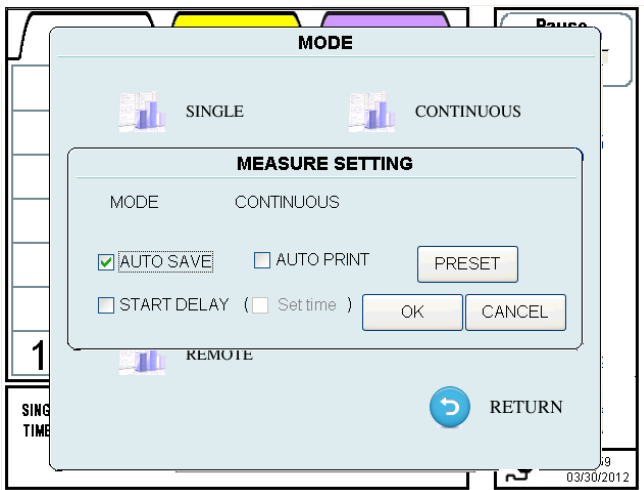 Pause
MODE
SINGLE CONTINUOUS
MEASURE SETTING
MODE CONTINUOUS
AUTO SAVE AUTO PRINT PRESET
START DELAY ( Set time ) OK CANCEL
1 REMOTE
RETURN
SING
TIME
59
03/30/2012